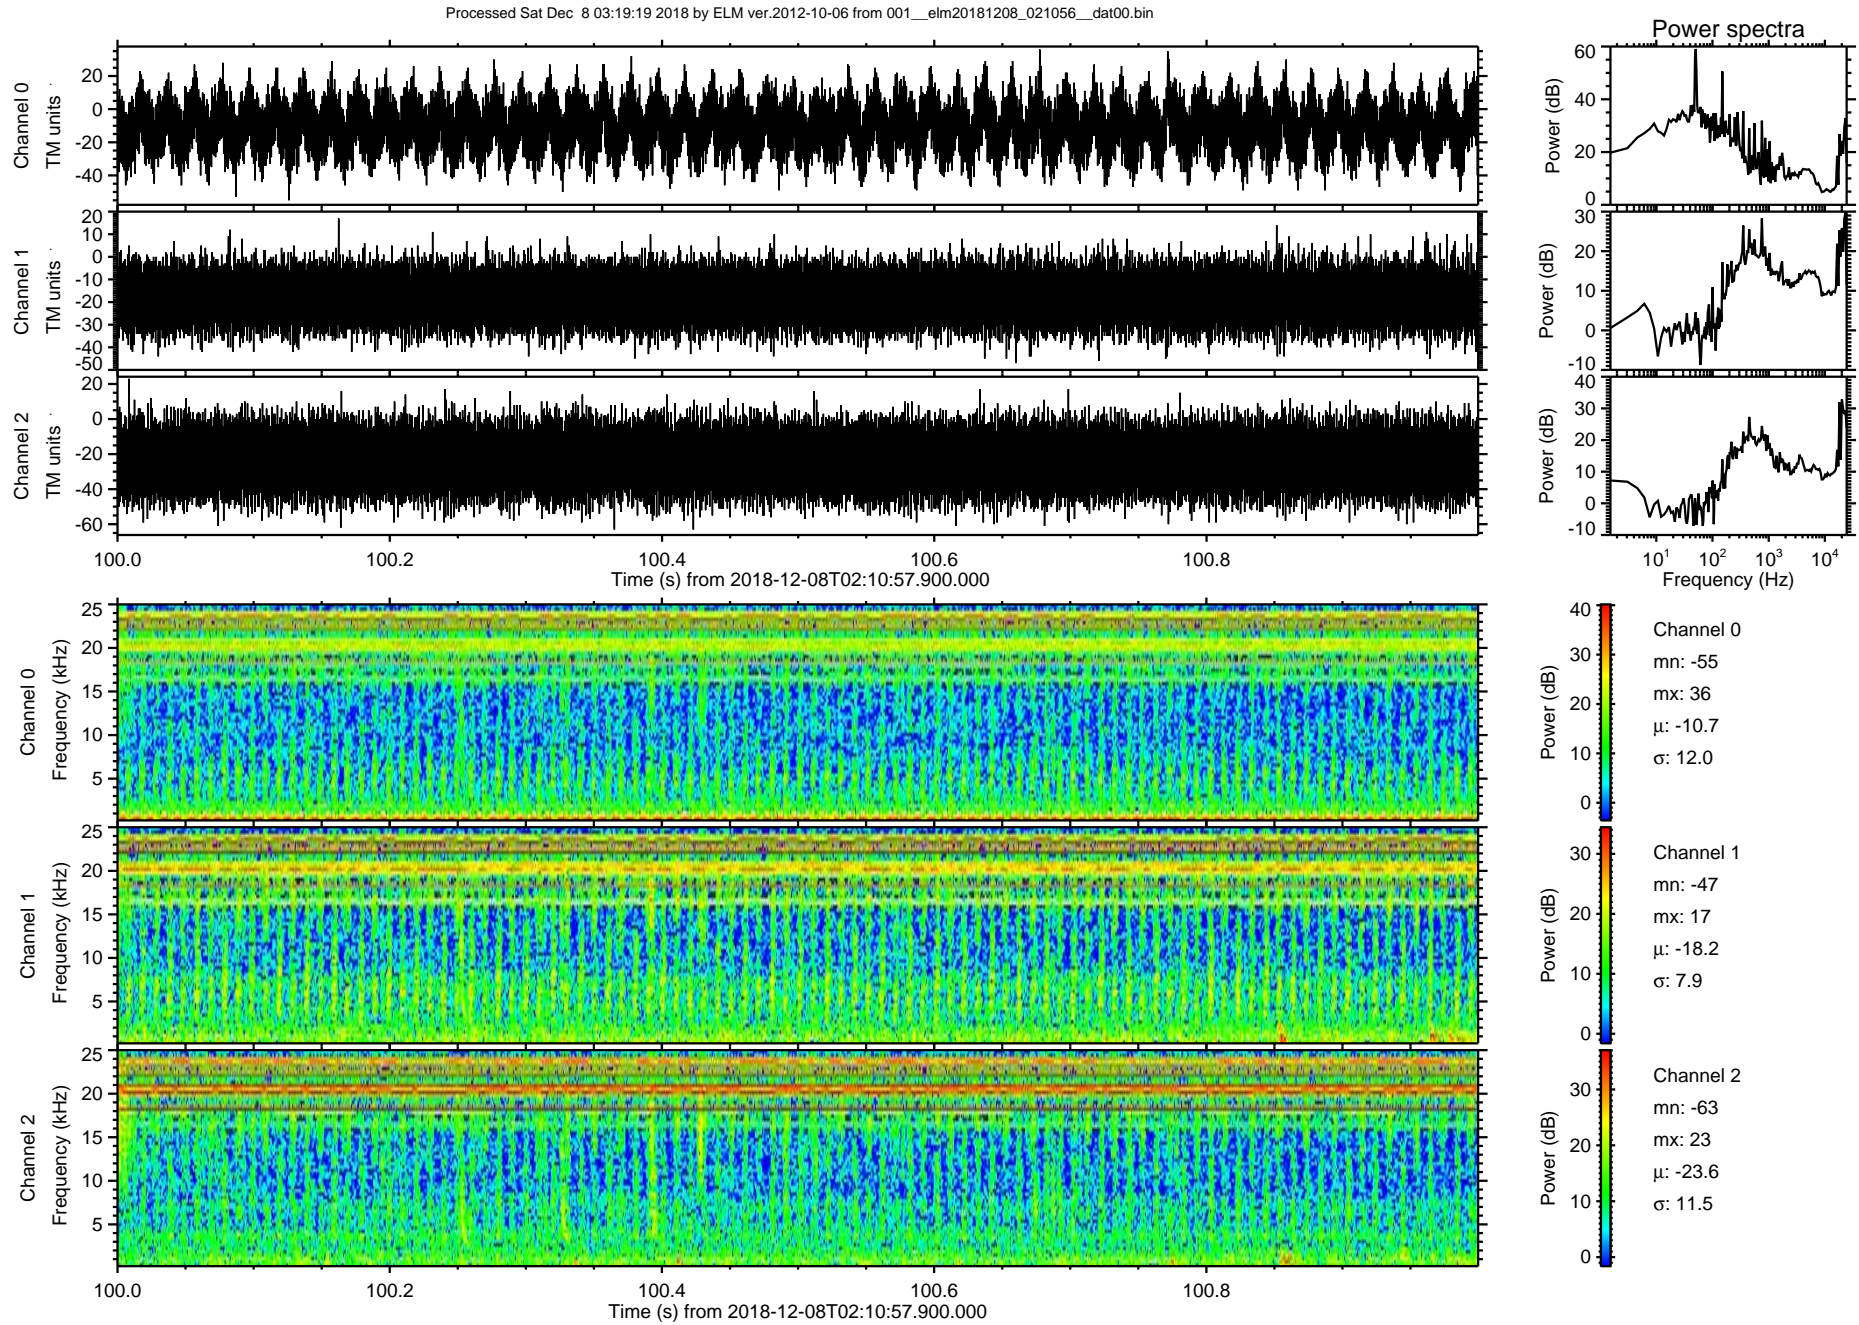 Processed Sat Dec  8 03:19:19 2018 by ELM ver.2012-10-06 from 001__elm20181208_021056__dat00.bin
Power spectra
Channel 0
TM units
20
0
-20
-40
Power (dB)
60
40
20
0
Channel 1
TM units
20
10
0
-10
-20
-30
-40
-50
Power (dB)
30
20
10
0
-10
Channel 2
TM units
20
0
-20
-40
-60
Power (dB)
40
30
20
10
0
-10
100.0 100.2 100.4 100.6 100.8
Time (s) from 2018-12-08T02:10:57.900.000
10^1 10^2 10^3 10^4
Frequency (Hz)
Channel 0
Frequency (kHz)
25
20
15
10
5
Power (dB)
40
30
20
10
0
Channel 0
mn: -55
mx: 36
μ: -10.7
σ: 12.0
Channel 1
Frequency (kHz)
25
20
15
10
5
Power (dB)
30
20
10
0
Channel 1
mn: -47
mx: 17
μ: -18.2
σ: 7.9
Channel 2
Frequency (kHz)
25
20
15
10
5
Power (dB)
30
20
10
0
Channel 2
mn: -63
mx: 23
μ: -23.6
σ: 11.5
100.0 100.2 100.4 100.6 100.8
Time (s) from 2018-12-08T02:10:57.900.000